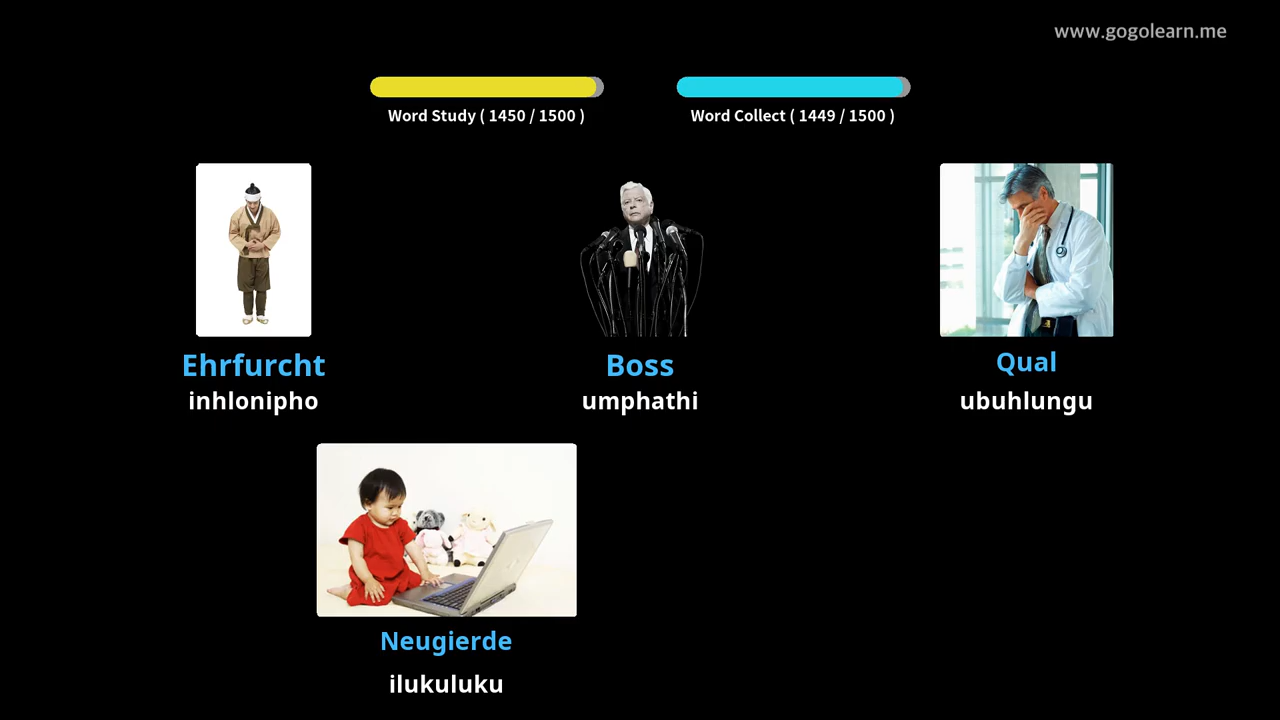 www.gogolearn.me
Word Study ( 1450 / 1500 )
Word Collect ( 1449 / 1500 )
Ehrfurcht
inhlonipho
Boss
umphathi
Qual
ubuhlungu
Neugierde
ilukuluku